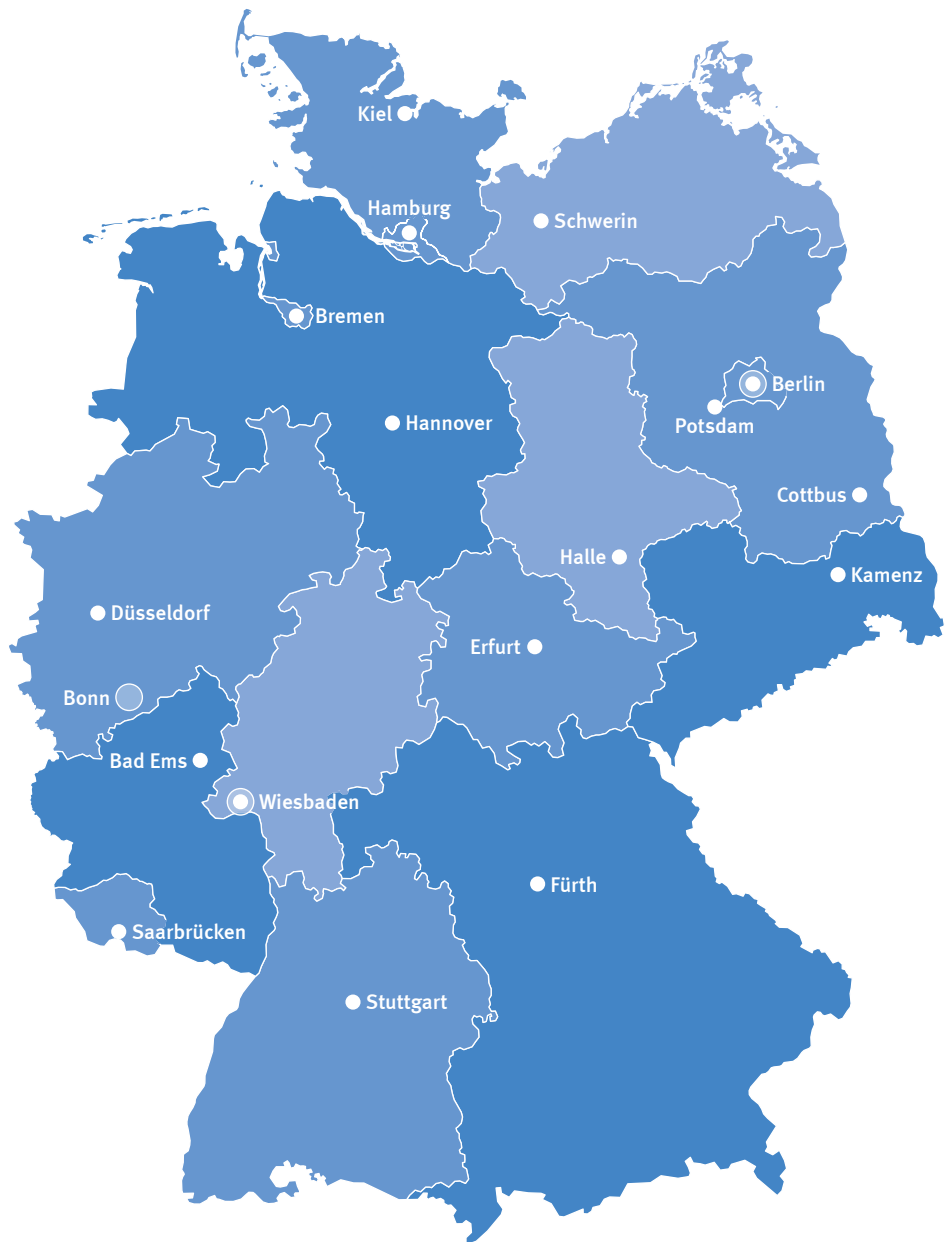 Kiel
Hamburg
Schwerin
Bremen
Berlin
Hannover
Potsdam
Cottbus
Halle
Kamenz
Düsseldorf
Erfurt
Bonn
Bad Ems
Wiesbaden
Fürth
Saarbrücken
Stuttgart